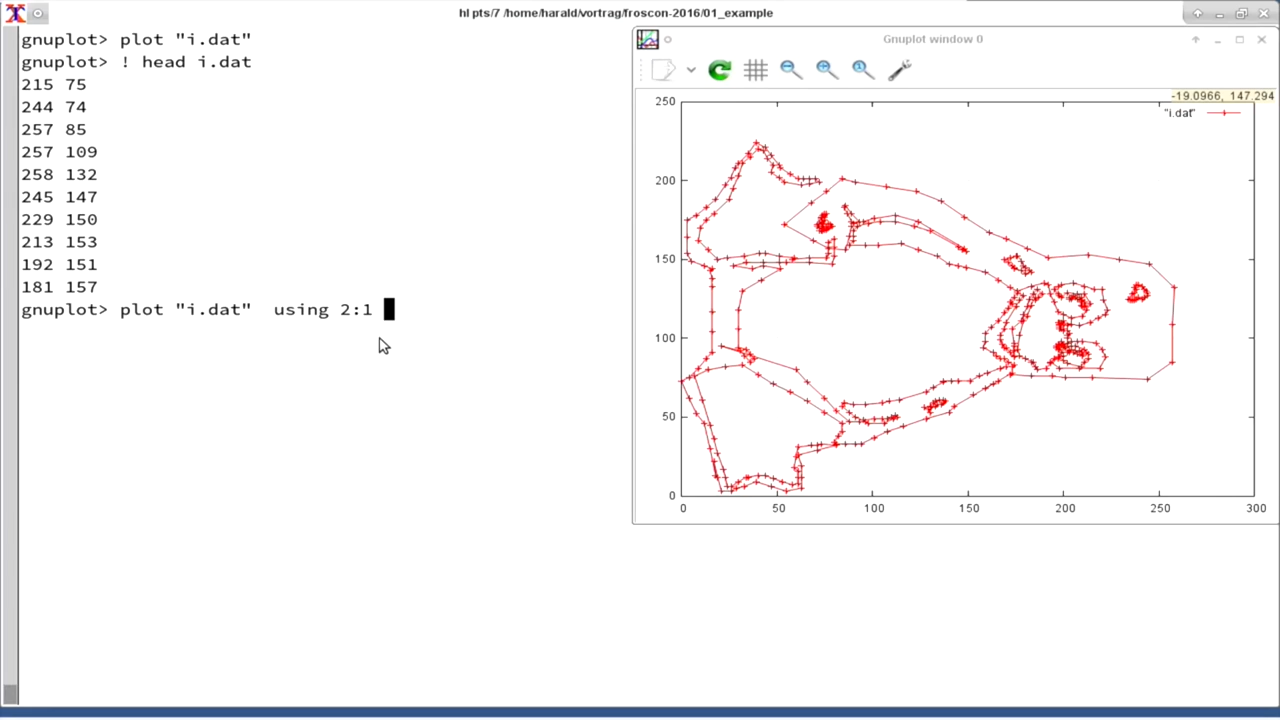 hl pts/7 /home/harald/vortrag/froscon-2016/01_example
gnuplot> plot "i.dat"
gnuplot> ! head i.dat
215 75
244 74
257 85
257 109
258 132
245 147
229 150
213 153
192 151
181 157
gnuplot> plot "i.dat"  using 2:1
Gnuplot window 0
-19.0966, 147.294
"i.dat"
250
200
150
100
50
0
0 50 100 150 200 250 300